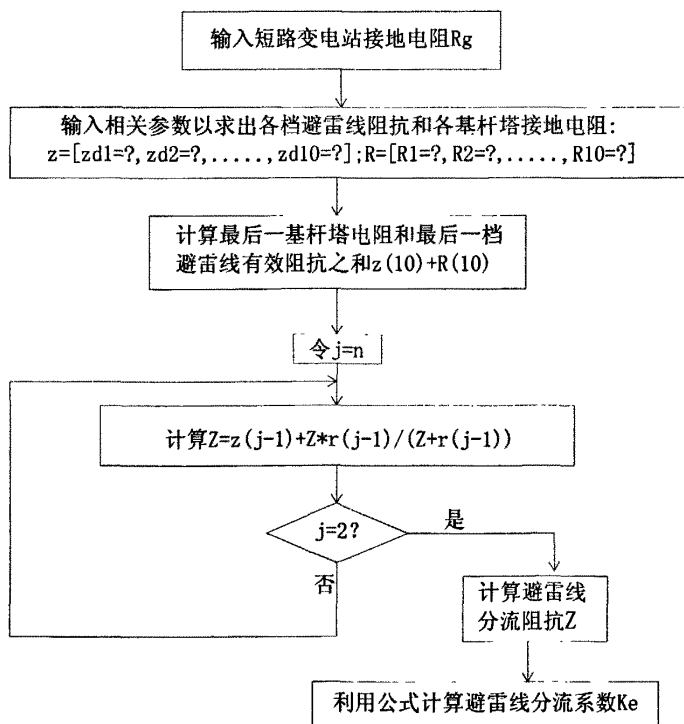 输入短路变电站接地电阻Rg
输入相关参数以求出各档避雷线阻抗和各基杆塔接地电阻:
z=[zd1=?,zd2=?,.....,zd10=?];R=[R1=?,R2=?,.....,R10=?]
计算最后一基杆塔电阻和最后一档
避雷线有效阻抗之和z(10)+R(10)
令j=n
计算Z=z(j-1)+Z*r(j-1)/(Z+r(j-1))
j=2?
是
否
计算避雷线
分流阻抗Z
利用公式计算避雷线分流系数Ke